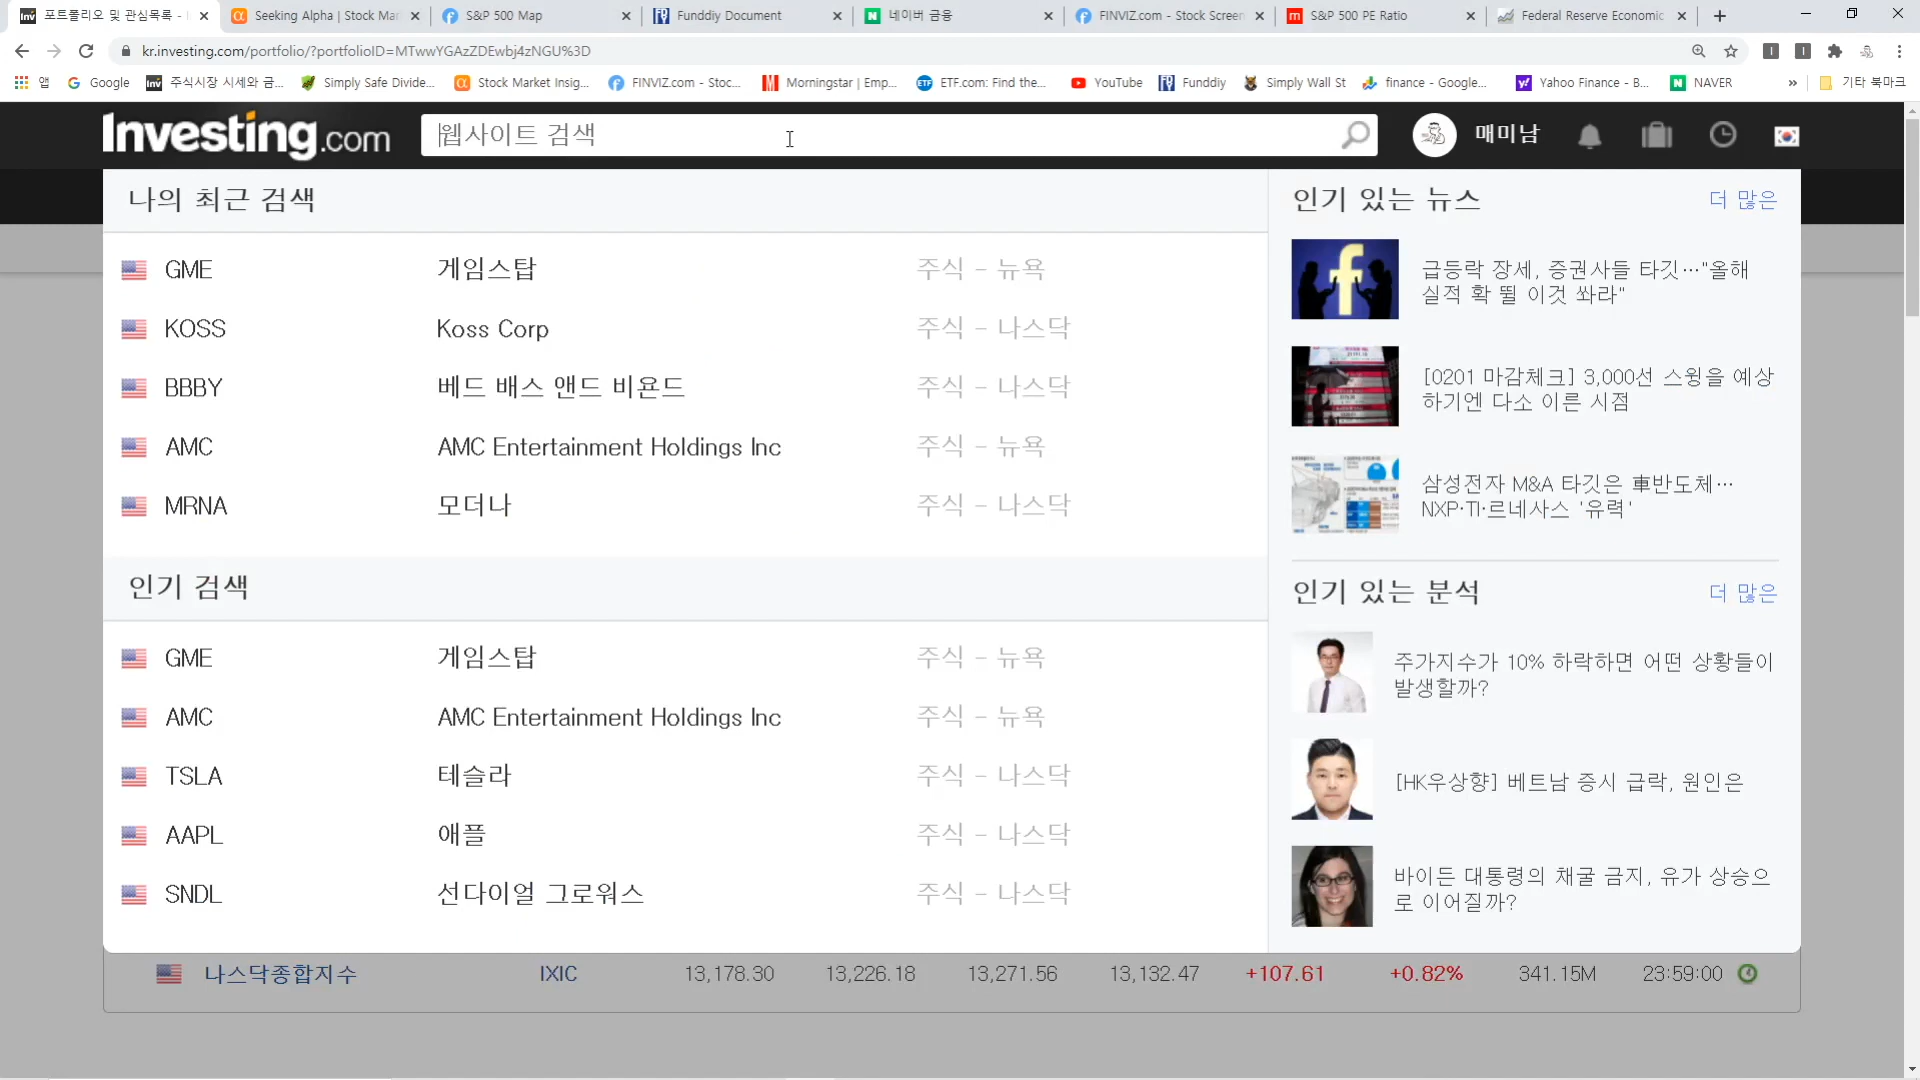 포트폴리오 및 관심목록 -
Seeking Alpha | Stock Mar
S&P 500 Map
Funddiy Document
네이버 금융
FINVIZ.com - Stock Screen
S&P 500 PE Ratio
Federal Reserve Economic
kr.investing.com/portfolio/?portfolioID=MTwwYGAzZDEwbj4zNGU%3D
앱
Google
주식시장 시세와 금...
Simply Safe Divide...
Stock Market Insig...
FINVIZ.com - Stoc...
Morningstar | Emp...
ETF.com: Find the...
YouTube
Funddiy
Simply Wall St
finance - Google...
Yahoo Finance - B...
NAVER
»
기타 북마크
Investing.com
웹사이트 검색
매미남
나의 최근 검색
GME 게임스탑 주식 - 뉴욕
KOSS Koss Corp 주식 - 나스닥
BBBY 베드 배스 앤드 비욘드 주식 - 나스닥
AMC AMC Entertainment Holdings Inc 주식 - 뉴욕
MRNA 모더나 주식 - 나스닥
인기 검색
GME 게임스탑 주식 - 뉴욕
AMC AMC Entertainment Holdings Inc 주식 - 뉴욕
TSLA 테슬라 주식 - 나스닥
AAPL 애플 주식 - 나스닥
SNDL 선다이얼 그로워스 주식 - 나스닥
인기 있는 뉴스 더 많은
급등락 장세, 증권사들 타깃…"올해
실적 확 뛸 이것 쏴라"
[0201 마감체크] 3,000선 스윙을 예상
하기엔 다소 이른 시점
삼성전자 M&A 타깃은 車반도체…
NXP·TI·르네사스 '유력'
인기 있는 분석 더 많은
주가지수가 10% 하락하면 어떤 상황들이
발생할까?
[HK우상향] 베트남 증시 급락, 원인은
바이든 대통령의 채굴 금지, 유가 상승으
로 이어질까?
나스닥종합지수 IXIC 13,178.30 13,226.18 13,271.56 13,132.47 +107.61 +0.82% 341.15M 23:59:00